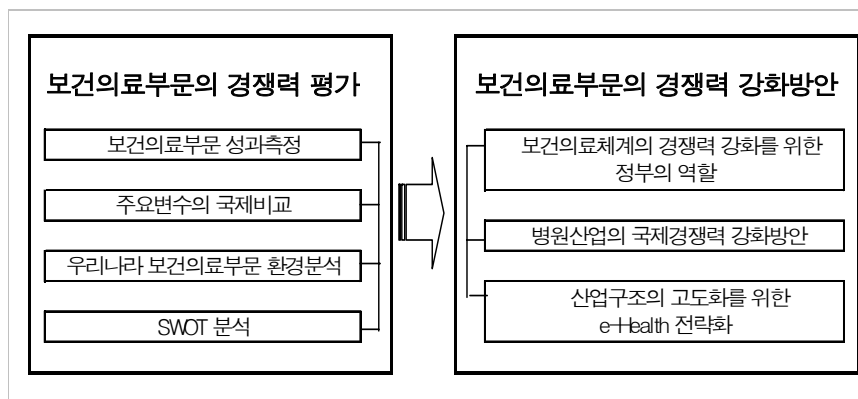 보건의료부문의 경쟁력 평가
보건의료부문 성과측정
주요변수의 국제비교
우리나라 보건의료부문 환경분석
SWOT 분석
보건의료부문의 경쟁력 강화방안
보건의료체계의 경쟁력 강화를 위한
정부의 역할
병원산업의 국제경쟁력 강화방안
산업구조의 고도화를 위한
e-Health 전략화